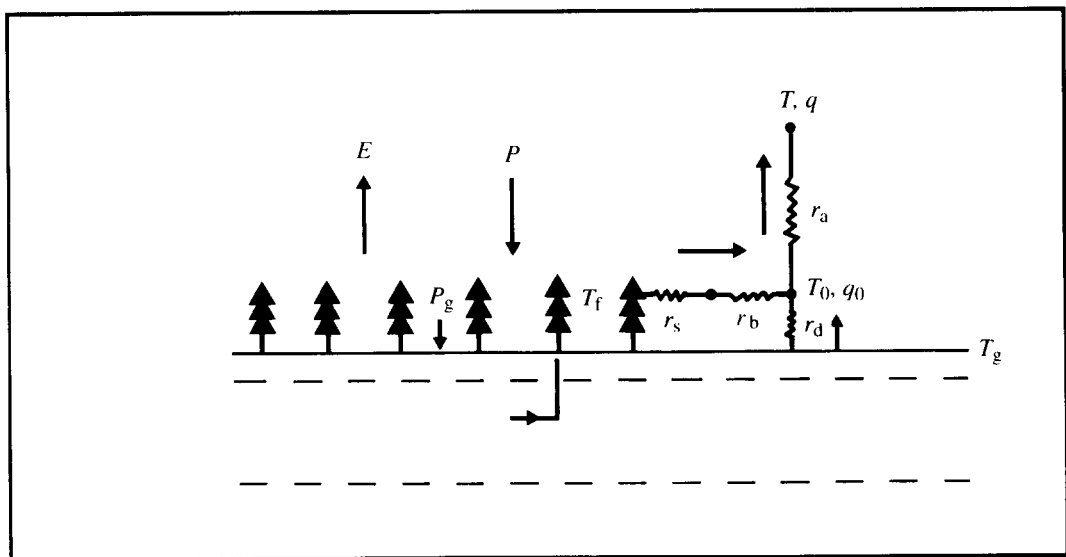 T, q
E
P
r_a
P_g
T_f
T_0, q_0
r_s
r_b
r_d
T_g